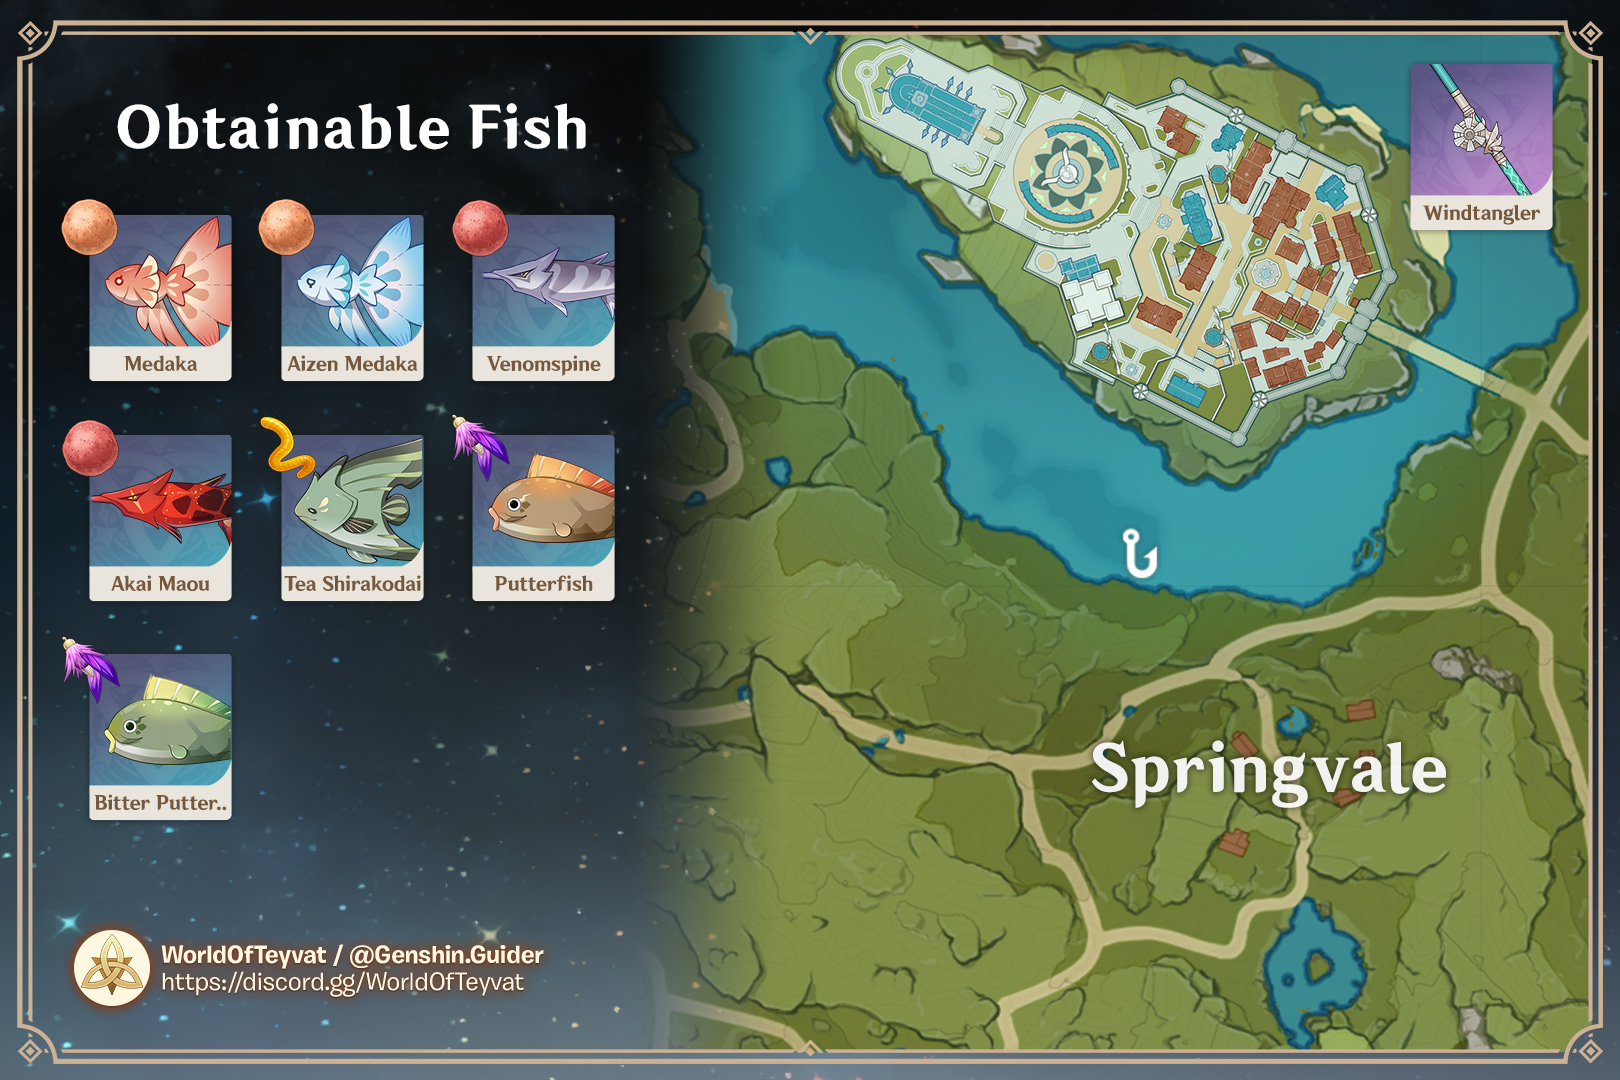 Obtainable Fish
Medaka
Aizen Medaka
Venomspine
Akai Maou
Tea Shirakodai
Putterfish
Bitter Putter..
WorldOfTeyvat / @Genshin.Guider
https://discord.gg/WorldOfTeyvat
Windtangler
Springvale